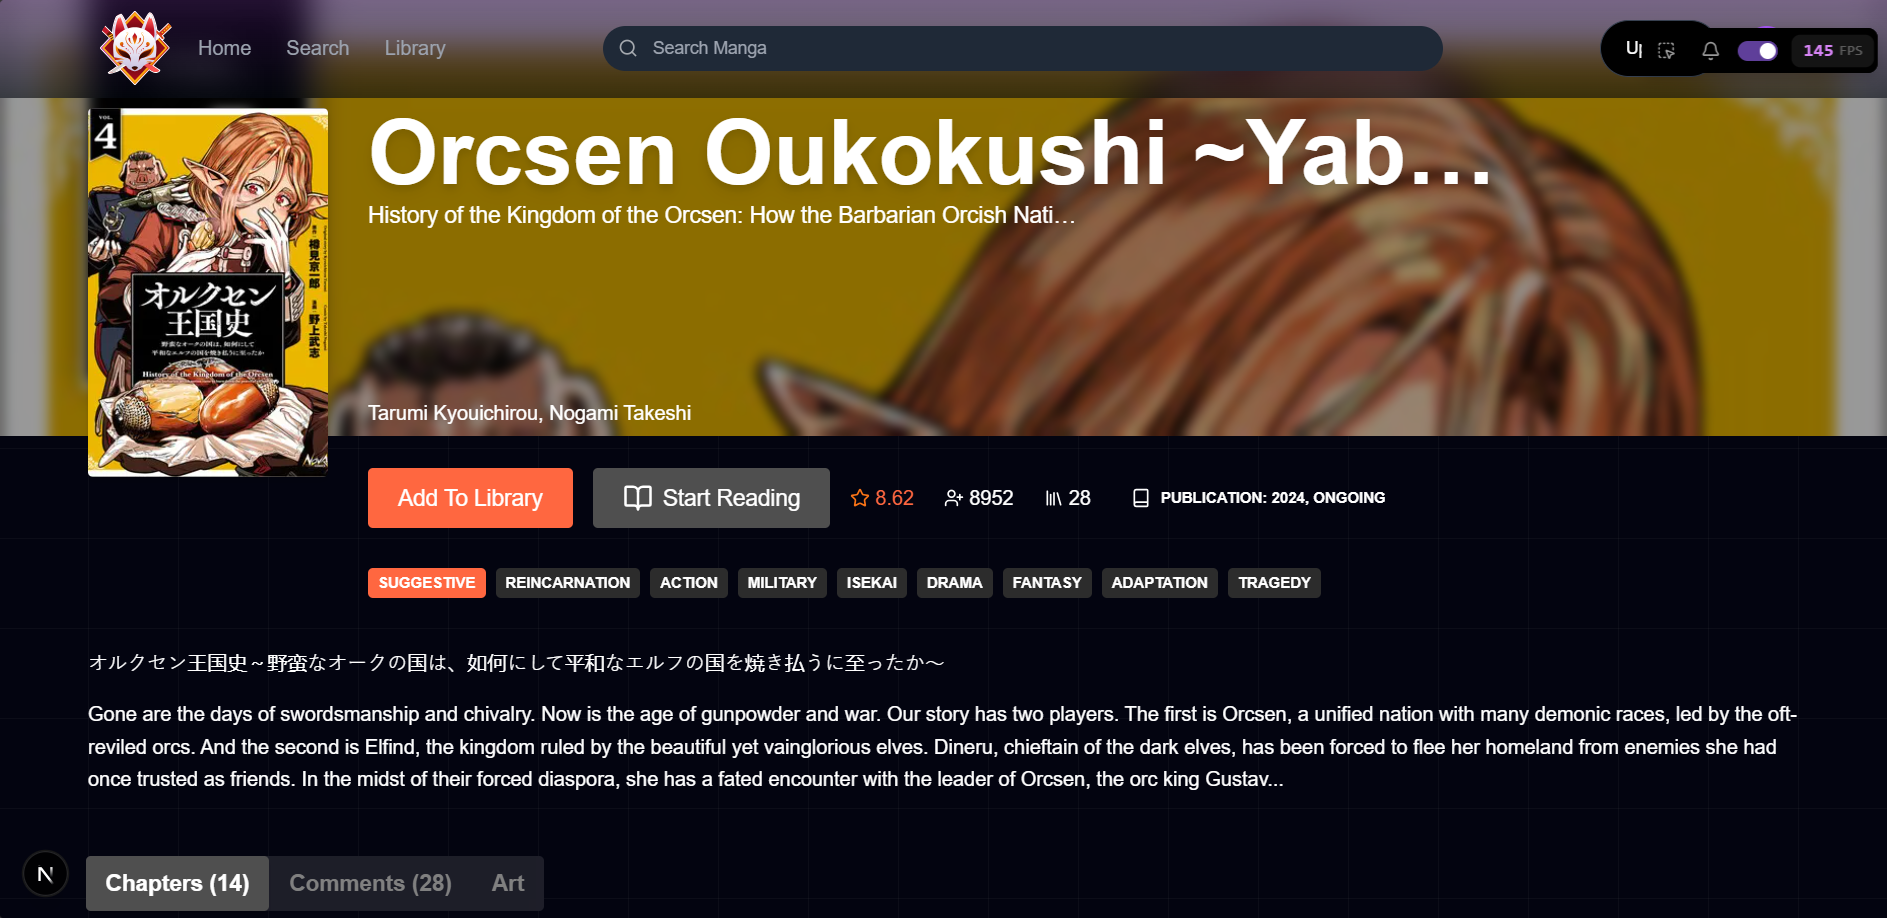 Home Search Library Search Manga 145 FPS
VOL. 4
Orcsen Oukokushi ~Yab...
History of the Kingdom of the Orcsen: How the Barbarian Orcish Nati...
樽見京一郎
野上武志
オルクセン
王国史
野蛮なオークの国は、如何にして
平和なエルフの国を焼き払うに至ったか
History of the Kingdom of the Orcsen
Tarumi Kyouichirou, Nogami Takeshi
Add To Library Start Reading 8.62 8952 28 PUBLICATION: 2024, ONGOING
SUGGESTIVE REINCARNATION ACTION MILITARY ISEKAI DRAMA FANTASY ADAPTATION TRAGEDY
オルクセン王国史～野蛮なオークの国は、如何にして平和なエルフの国を焼き払うに至ったか～
Gone are the days of swordsmanship and chivalry. Now is the age of gunpowder and war. Our story has two players. The first is Orcsen, a unified nation with many demonic races, led by the oft-
reviled orcs. And the second is Elfind, the kingdom ruled by the beautiful yet vainglorious elves. Dineru, chieftain of the dark elves, has been forced to flee her homeland from enemies she had
once trusted as friends. In the midst of their forced diaspora, she has a fated encounter with the leader of Orcsen, the orc king Gustav...
N Chapters (14) Comments (28) Art